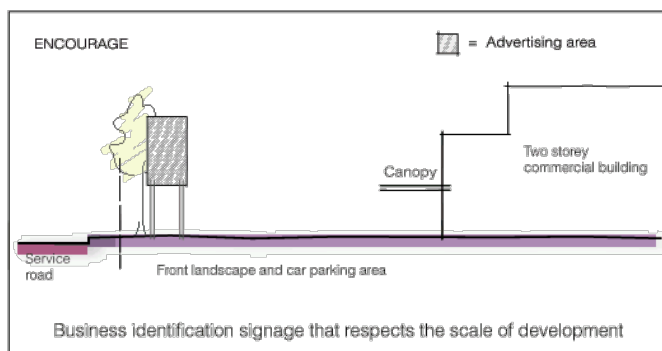 ENCOURAGE
= Advertising area
Two storey
commercial building
Canopy
Service
road
Front landscape and car parking area
Business identification signage that respects the scale of development